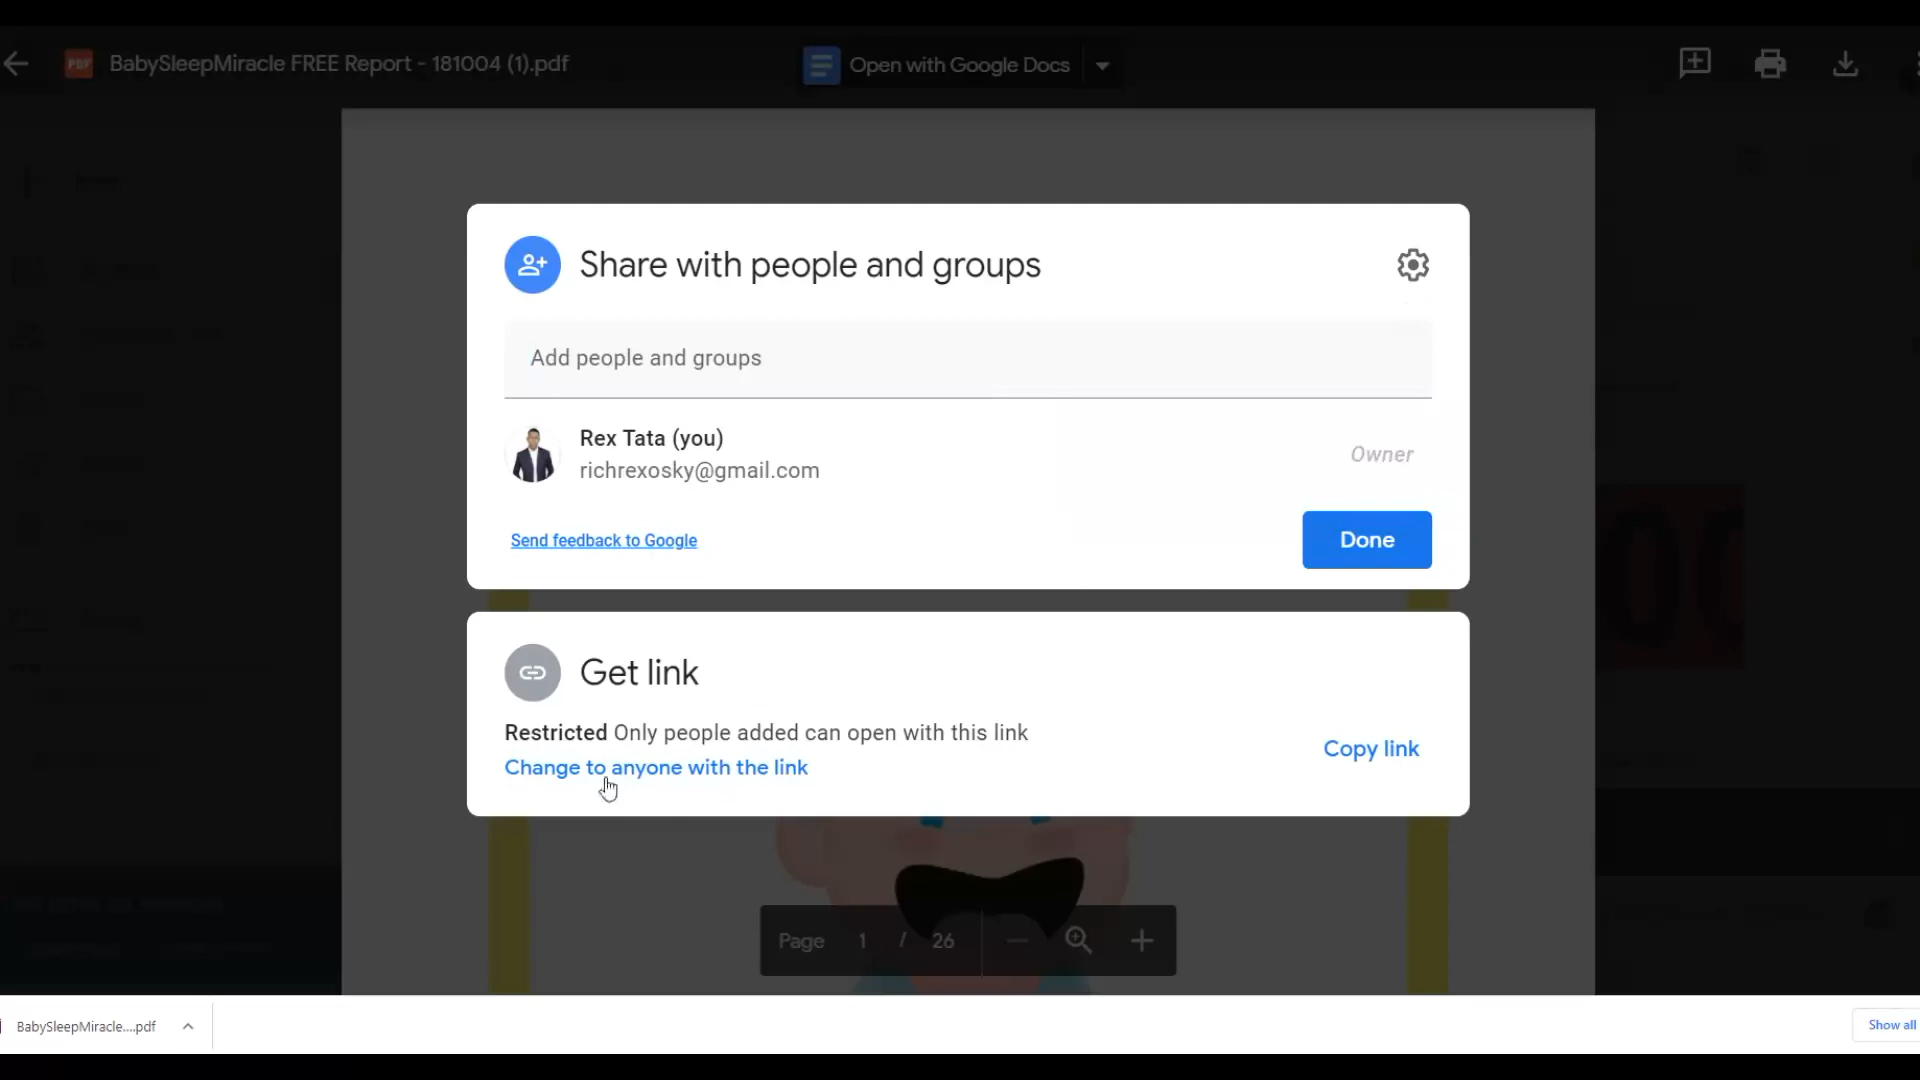 PDF BabySleepMiracle FREE Report - 181004 (1).pdf
Open with Google Docs
Share with people and groups
Add people and groups
Rex Tata (you)
richrexosky@gmail.com
Owner
Send feedback to Google
Done
Get link
Restricted Only people added can open with this link
Change to anyone with the link
Copy link
Page 1 / 26
BabySleepMiracle....pdf
Show all